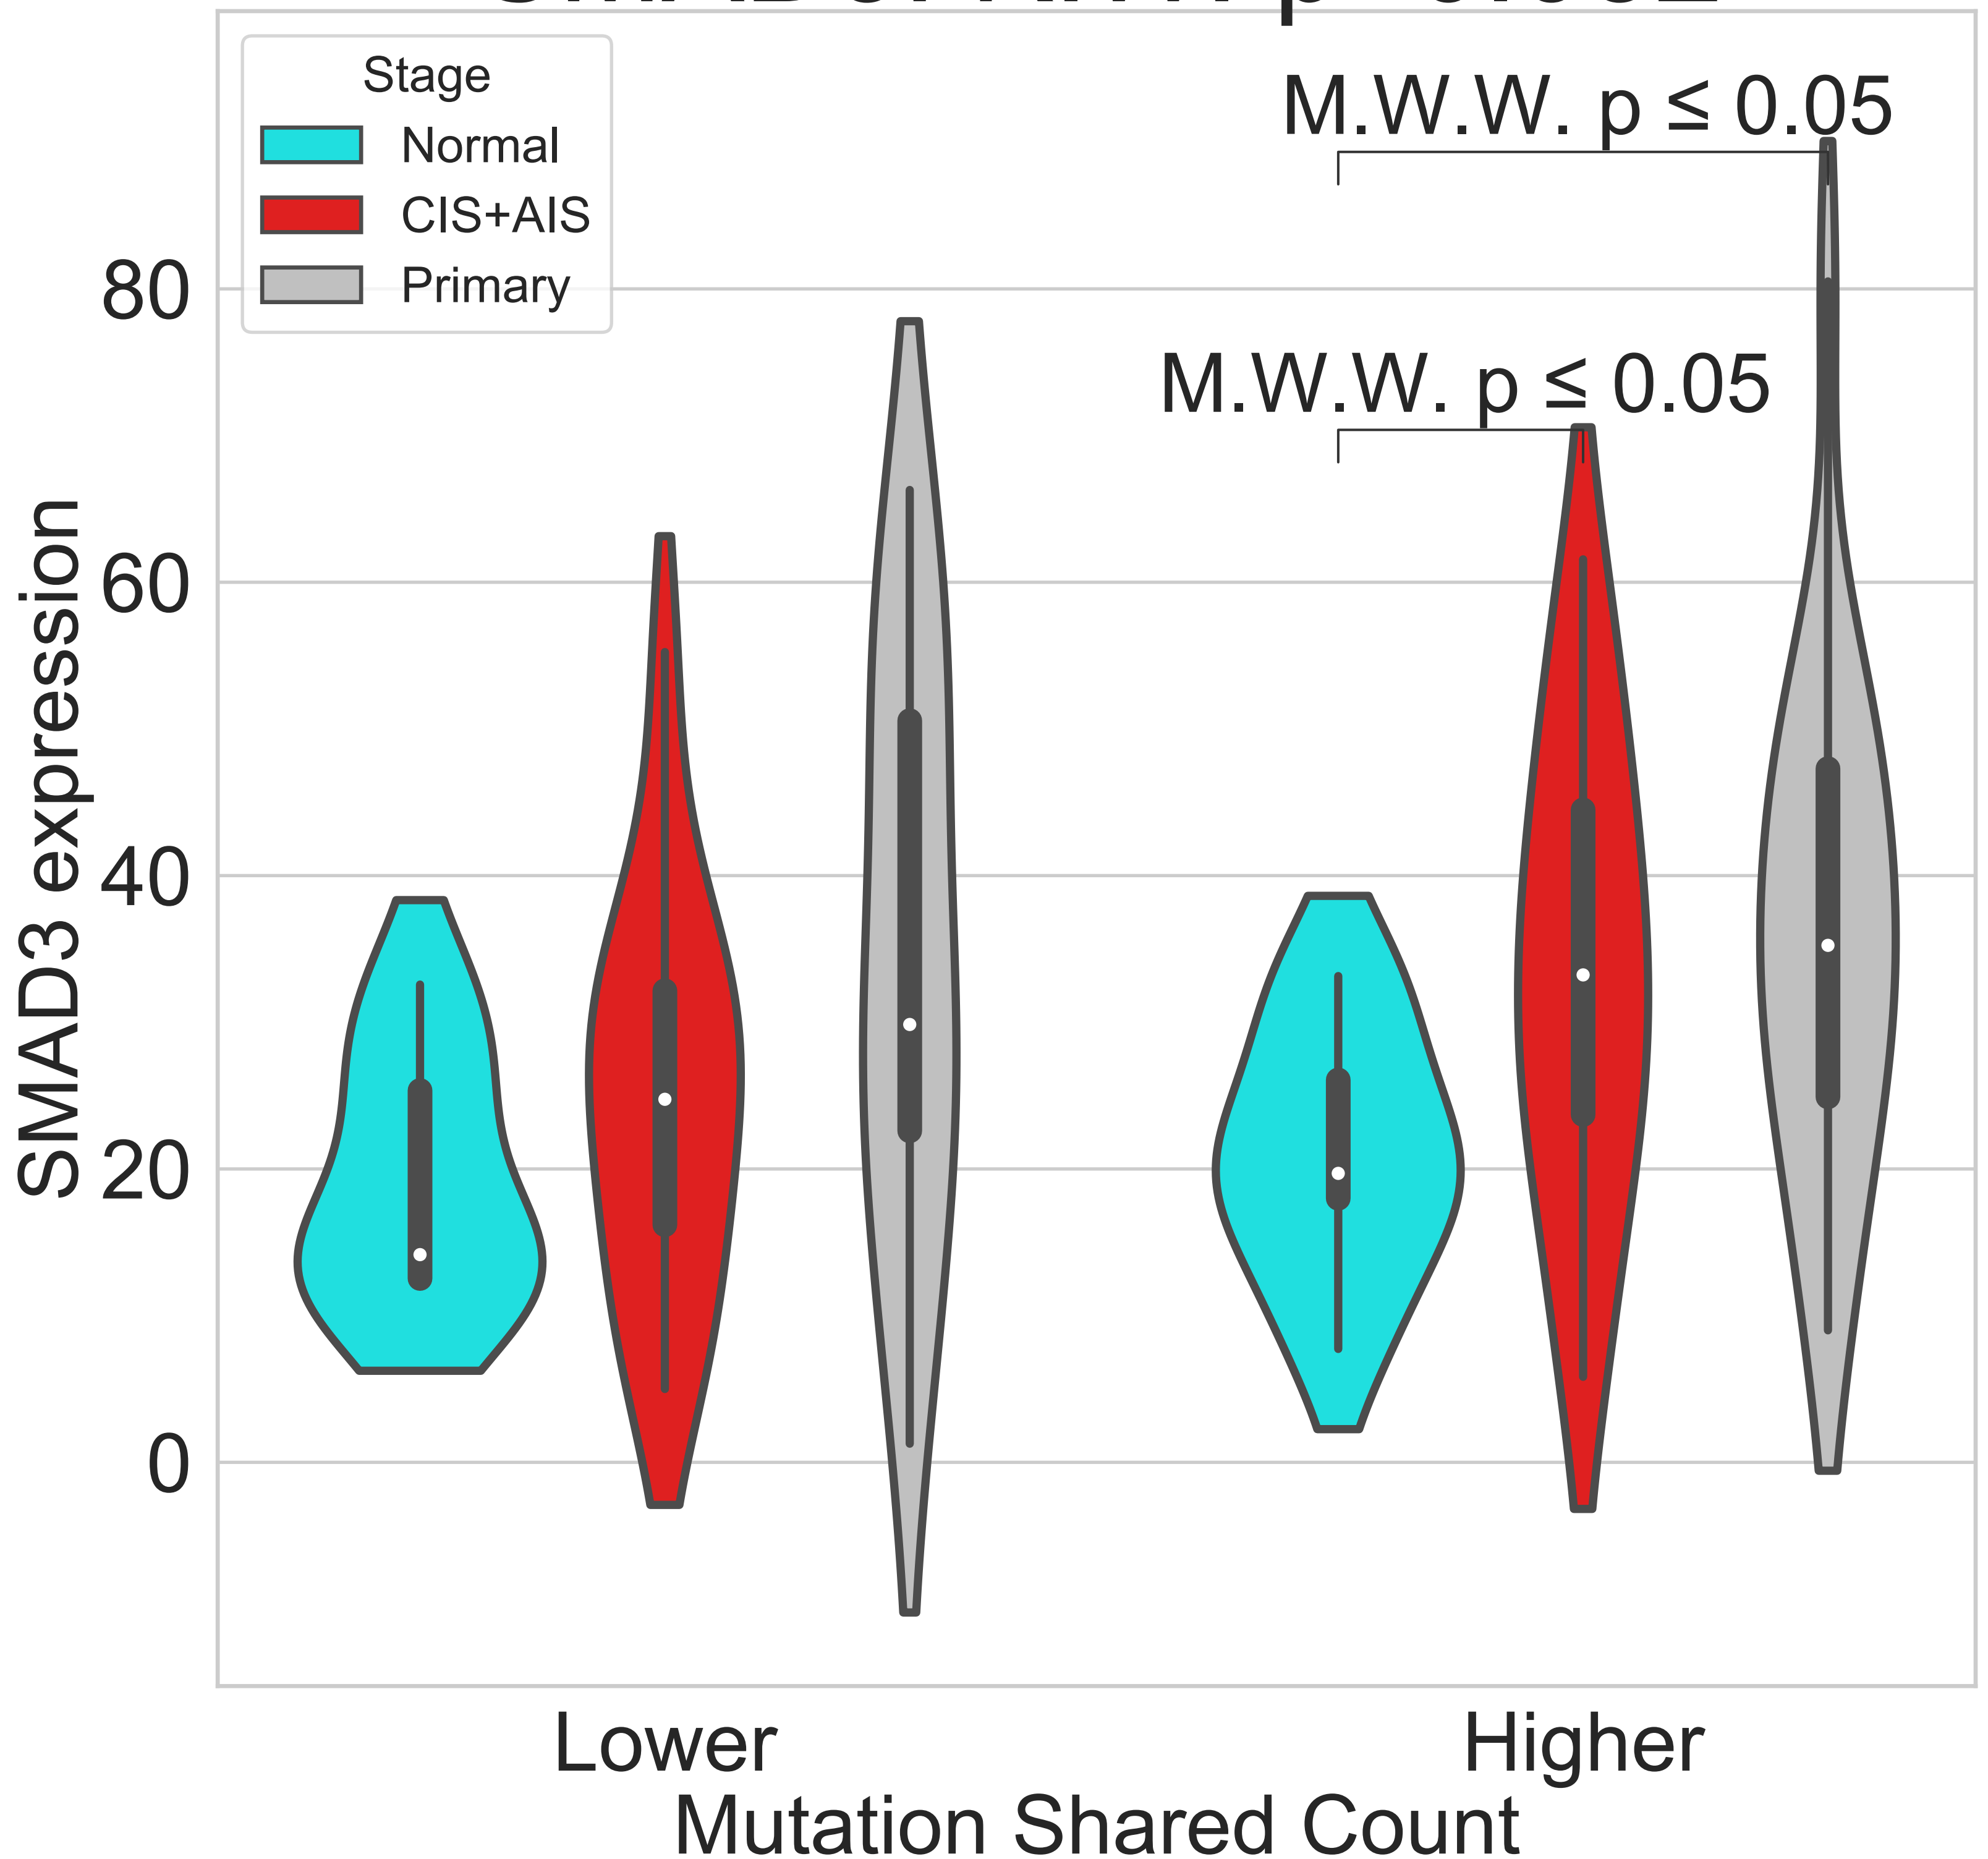 Stage
Normal
CIS+AIS
Primary
M.W.W. p ≤ 0.05
M.W.W. p ≤ 0.05
80
60
40
20
0
SMAD3 expression
Lower
Higher
Mutation Shared Count